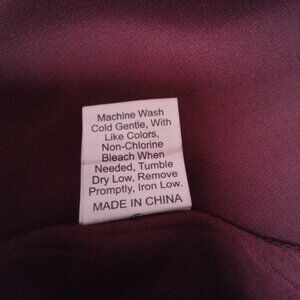 Machine Wash
Cold Gentle, With
Like Colors,
Non-Chlorine
Bleach When
Needed, Tumble
Dry Low, Remove
Promptly, Iron Low.
MADE IN CHINA